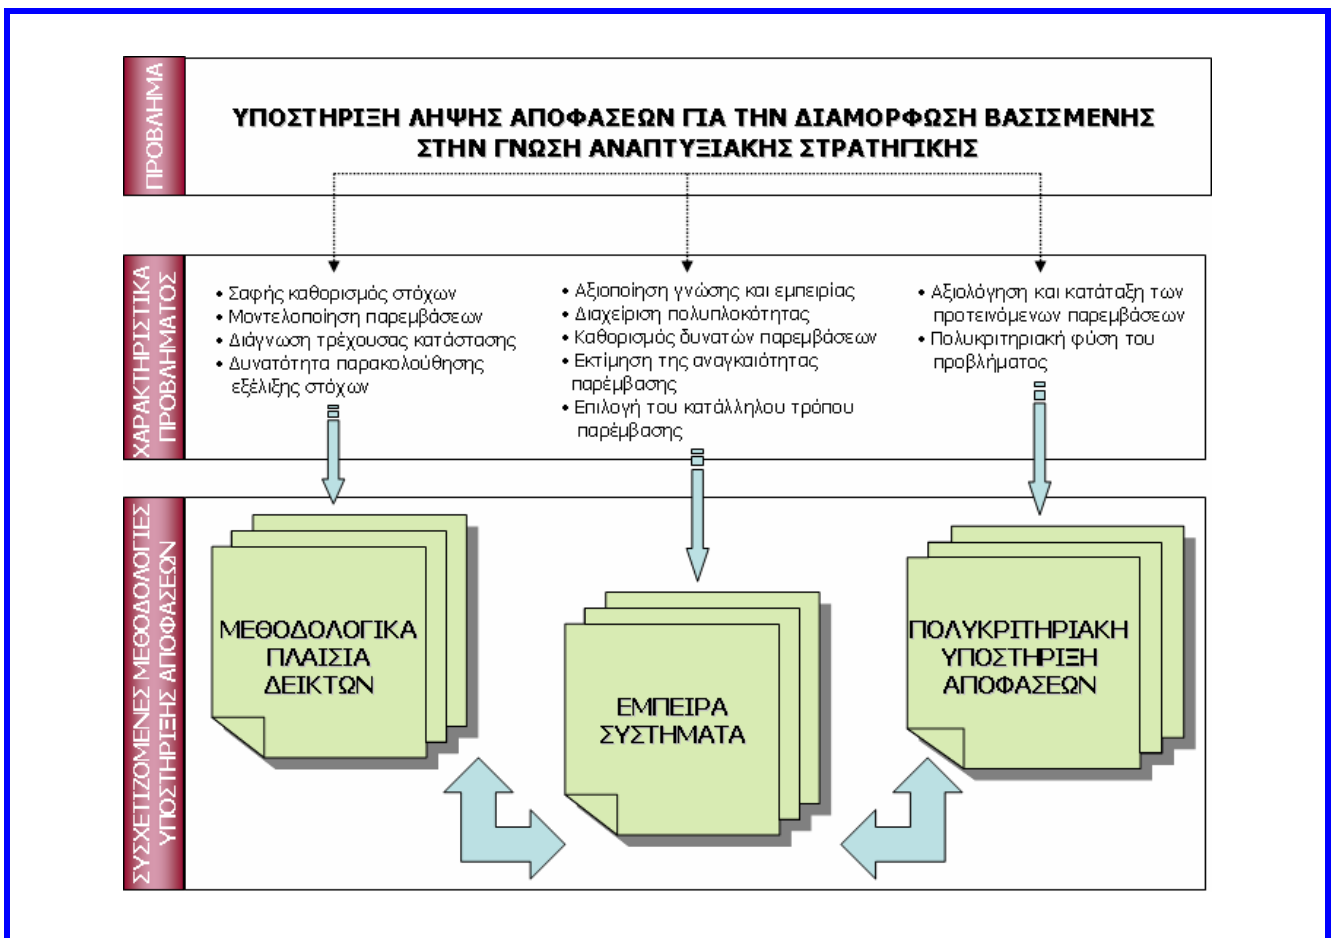 ΠΡΟΒΛΗΜΑ
ΥΠΟΣΤΗΡΙΞΗ ΛΗΨΗΣ ΑΠΟΦΑΣΕΩΝ ΓΙΑ ΤΗΝ ΔΙΑΜΟΡΦΩΣΗ ΒΑΣΙΣΜΕΝΗΣ
ΣΤΗΝ ΓΝΩΣΗ ΑΝΑΠΤΥΞΙΑΚΗΣ ΣΤΡΑΤΗΓΙΚΗΣ
ΧΑΡΑΚΤΗΡΙΣΤΙΚΑ
ΠΡΟΒΛΗΜΑΤΟΣ
• Σαφής καθορισμός στόχων
• Μοντελοποίηση παρεμβάσεων
• Διάγνωση τρέχουσας κατάστασης
• Δυνατότητα παρακολούθησης
εξέλιξης στόχων
• Αξιοποίηση γνώσης και εμπειρίας
• Διαχείριση πολυπλοκότητας
• Καθορισμός δυνατών παρεμβάσεων
• Εκτίμηση της αναγκαιότητας
παρέμβασης
• Επιλογή του κατάλληλου τρόπου
παρέμβασης
• Αξιολόγηση και κατάταξη των
προτεινόμενων παρεμβάσεων
• Πολυκριτηριακή φύση του
προβλήματος
ΣΥΣΧΕΤΙΖΟΜΕΝΕΣ ΜΕΘΟΔΟΛΟΓΙΕΣ
ΥΠΟΣΤΗΡΙΞΗΣ ΑΠΟΦΑΣΕΩΝ
ΜΕΘΟΔΟΛΟΓΙΚΑ
ΠΛΑΙΣΙΑ
ΔΕΙΚΤΩΝ
ΕΜΠΕΙΡΑ
ΣΥΣΤΗΜΑΤΑ
ΠΟΛΥΚΡΙΤΗΡΙΑΚΗ
ΥΠΟΣΤΗΡΙΞΗ
ΑΠΟΦΑΣΕΩΝ